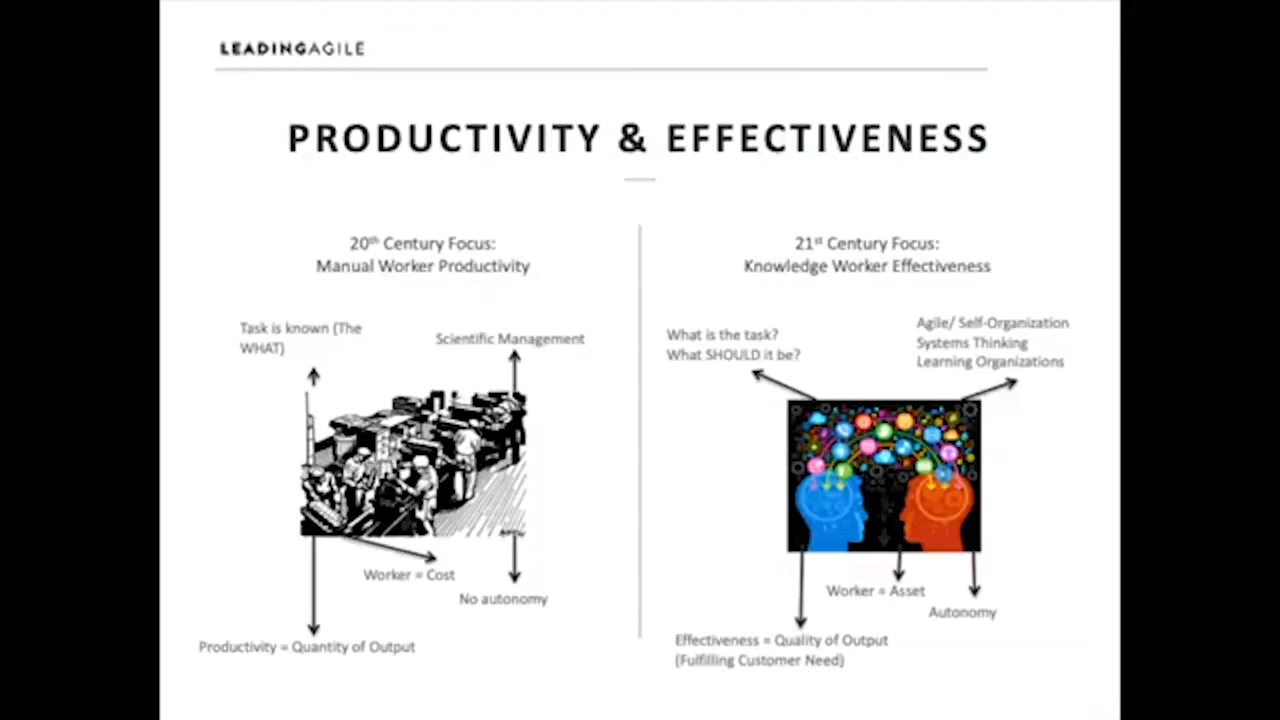 LEADINGAGILE
PRODUCTIVITY & EFFECTIVENESS
20th Century Focus:
Manual Worker Productivity
Task is known (The
WHAT)
Scientific Management
Worker = Cost
No autonomy
Productivity = Quantity of Output
21st Century Focus:
Knowledge Worker Effectiveness
What is the task?
What SHOULD it be?
Agile/ Self-Organization
Systems Thinking
Learning Organizations
Worker = Asset
Autonomy
Effectiveness = Quality of Output
(Fulfilling Customer Need)